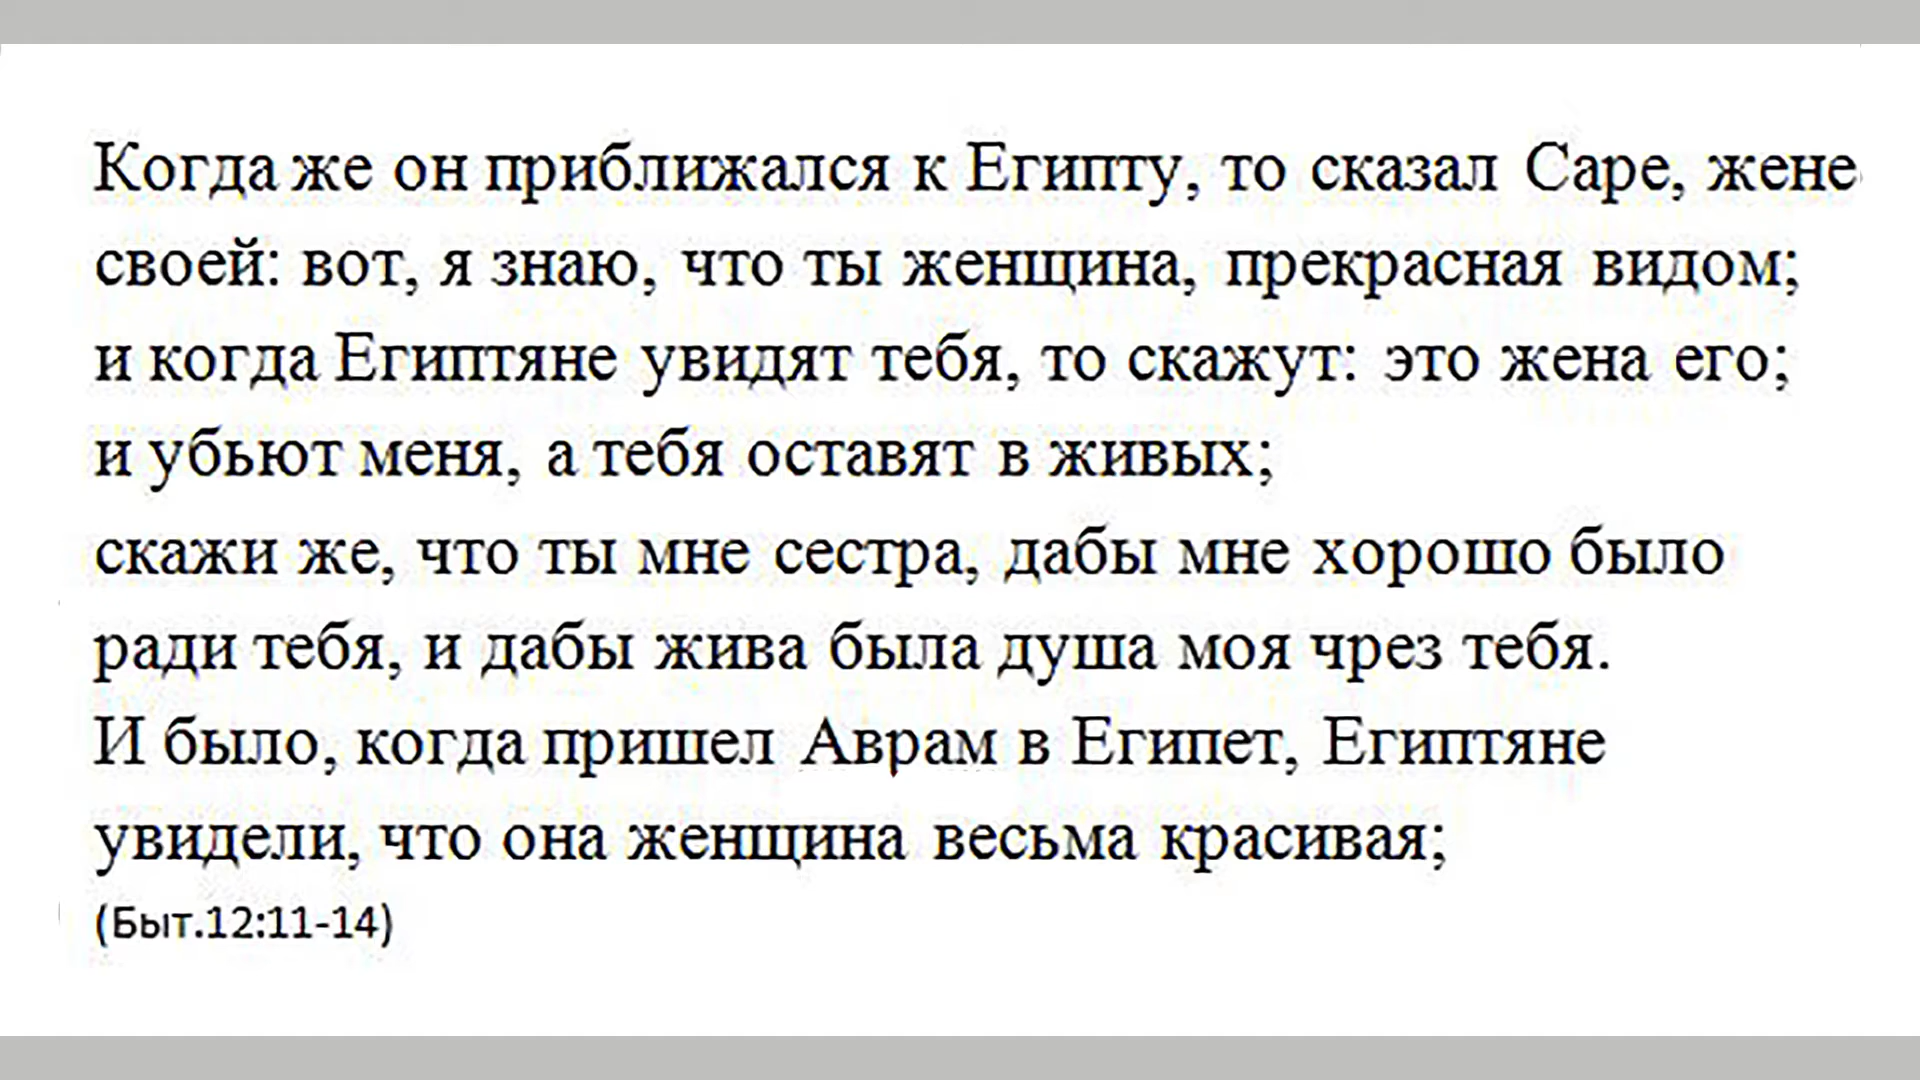 Когда же он приближался к Египту, то сказал Саре, жене
своей: вот, я знаю, что ты женщина, прекрасная видом;
и когда Египтяне увидят тебя, то скажут: это жена его;
и убьют меня, а тебя оставят в живых;
скажи же, что ты мне сестра, дабы мне хорошо было
ради тебя, и дабы жива была душа моя чрез тебя.
И было, когда пришел Аврам в Египет, Египтяне
увидели, что она женщина весьма красивая;
(Быт.12:11-14)